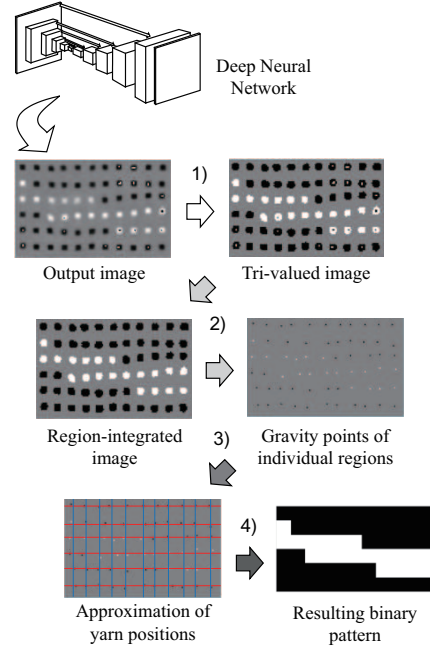 Deep Neural
Network
1)
Output image
Tri-valued image
2)
Region-integrated
image
Gravity points of
individual regions
3)
4)
Approximation of
yarn positions
Resulting binary
pattern